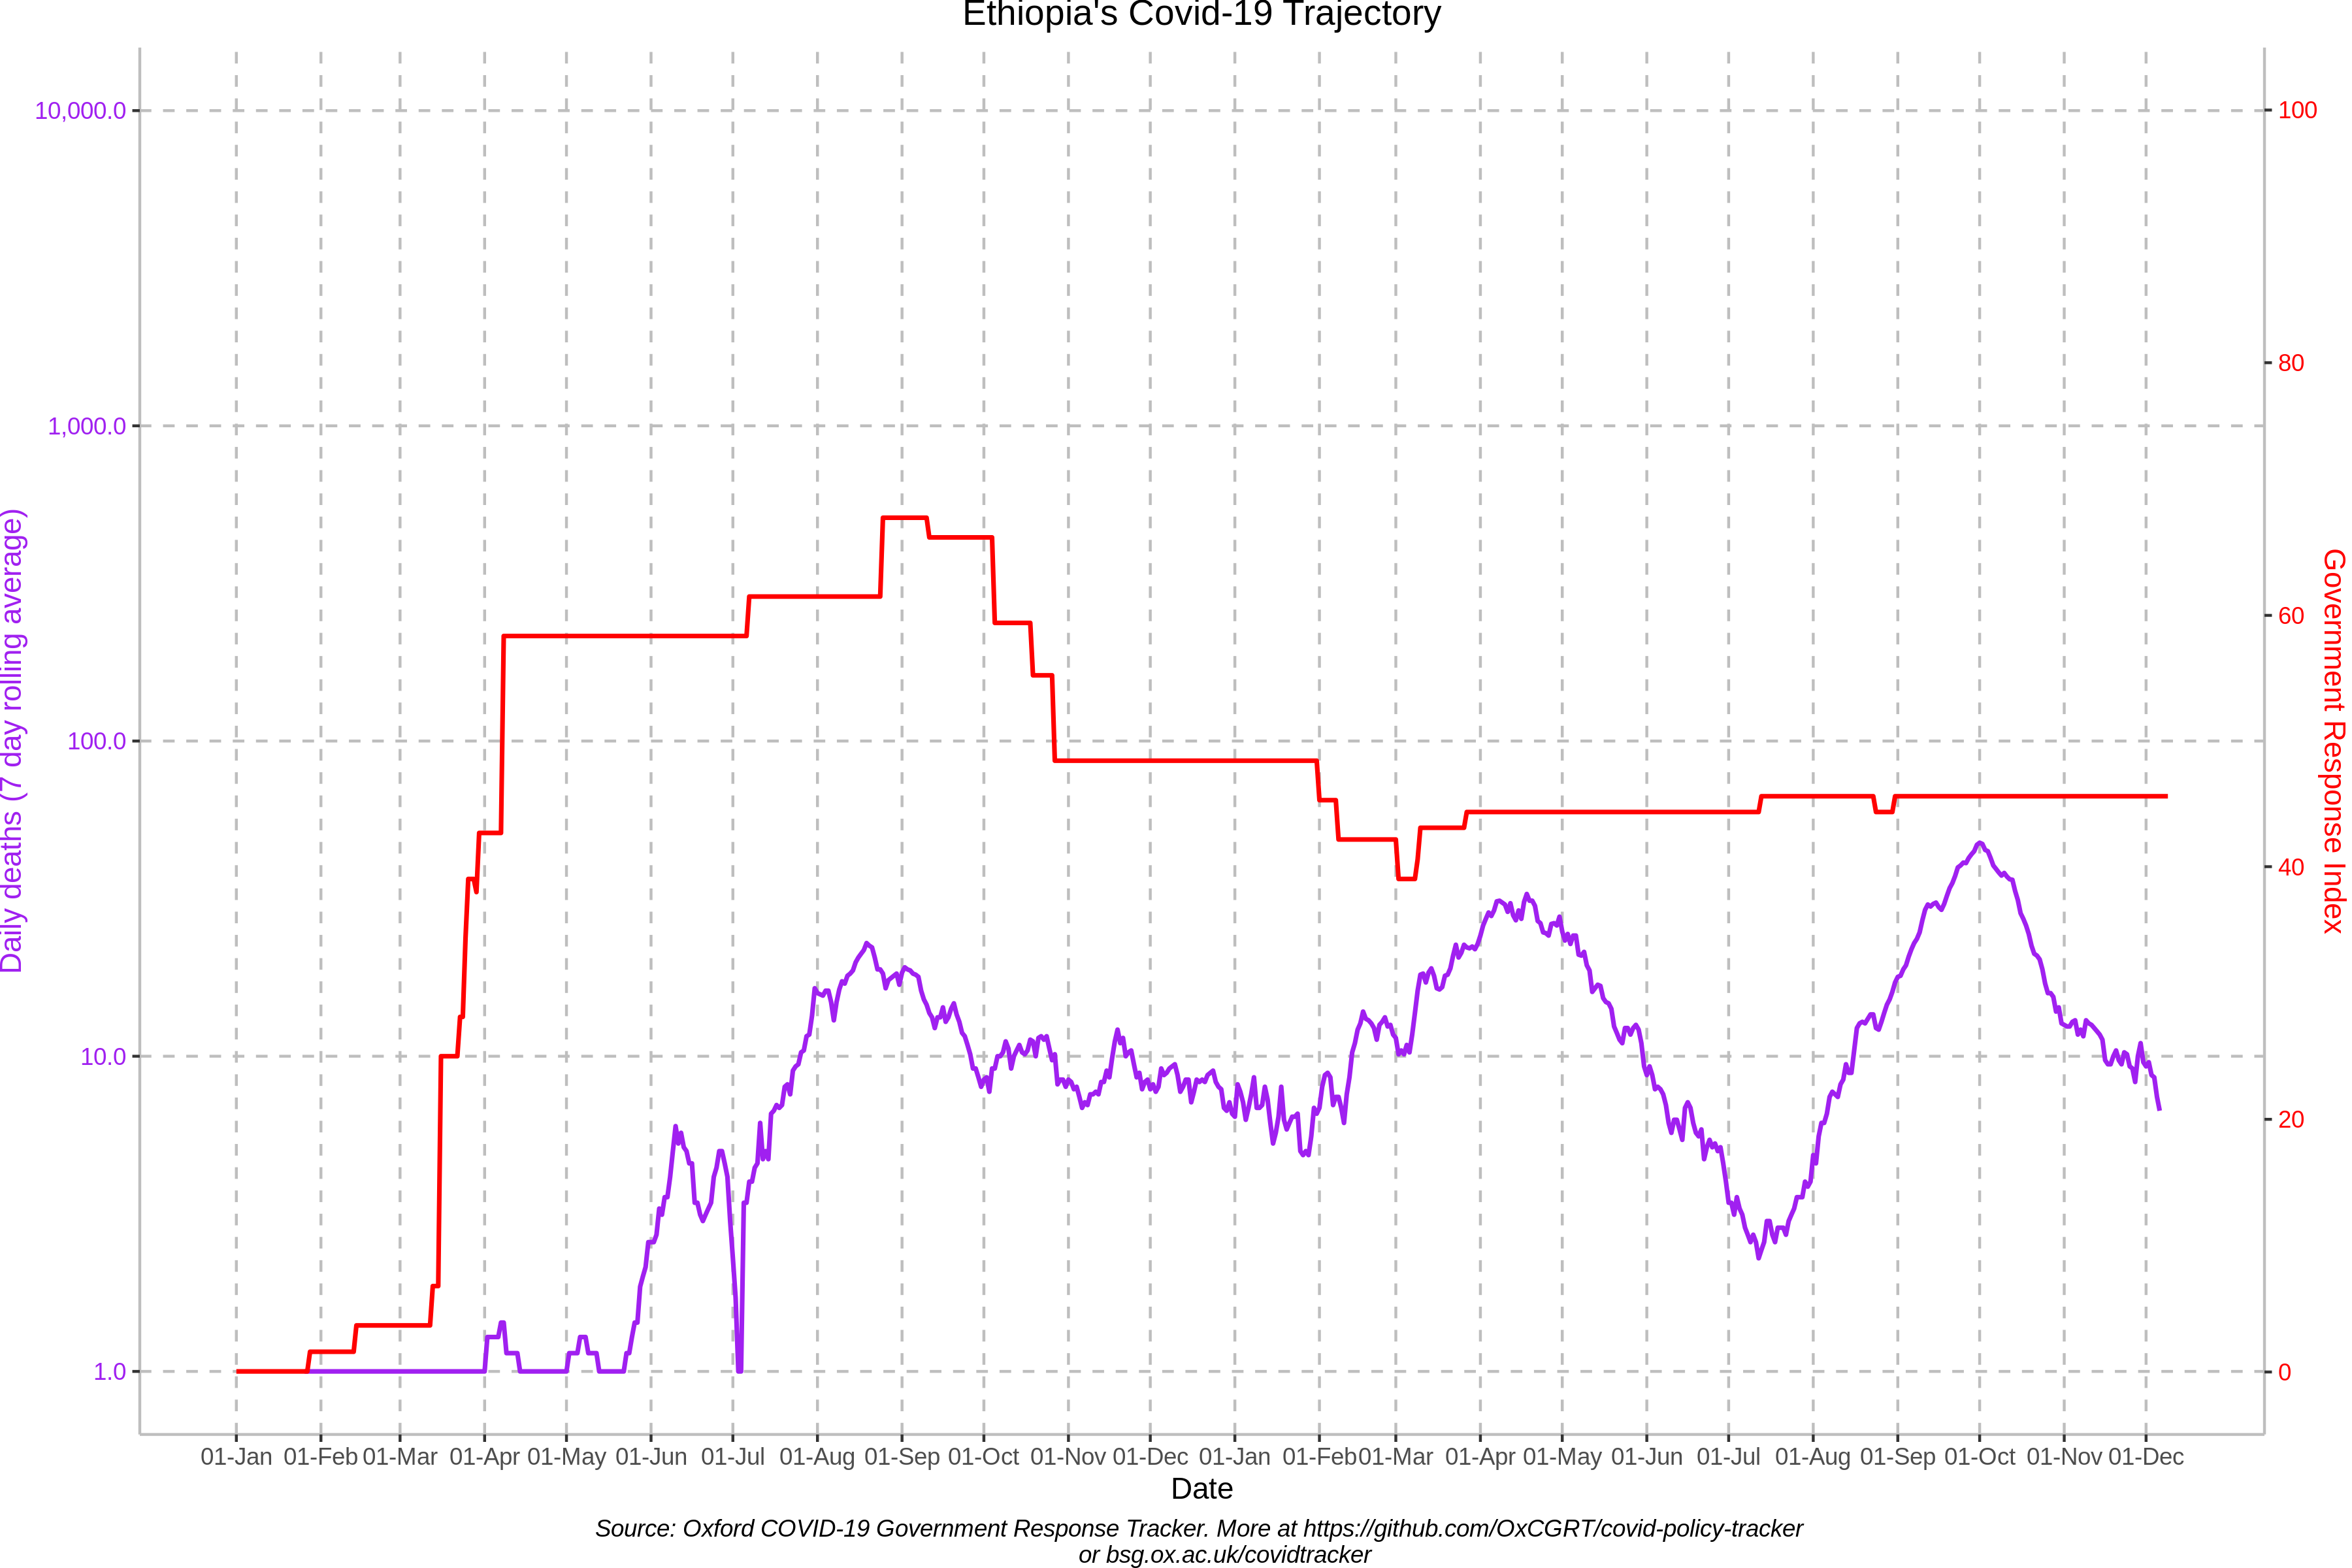 Ethiopia's Covid-19 Trajectory
10,000.0
1,000.0
100.0
10.0
1.0
Daily deaths (7 day rolling average)
100
80
60
40
20
0
Government Response Index
01-Jan 01-Feb 01-Mar 01-Apr 01-May 01-Jun 01-Jul 01-Aug 01-Sep 01-Oct 01-Nov 01-Dec 01-Jan 01-Feb 01-Mar 01-Apr 01-May 01-Jun 01-Jul 01-Aug 01-Sep 01-Oct 01-Nov 01-Dec
Date
Source: Oxford COVID-19 Government Response Tracker. More at https://github.com/OxCGRT/covid-policy-tracker
or bsg.ox.ac.uk/covidtracker